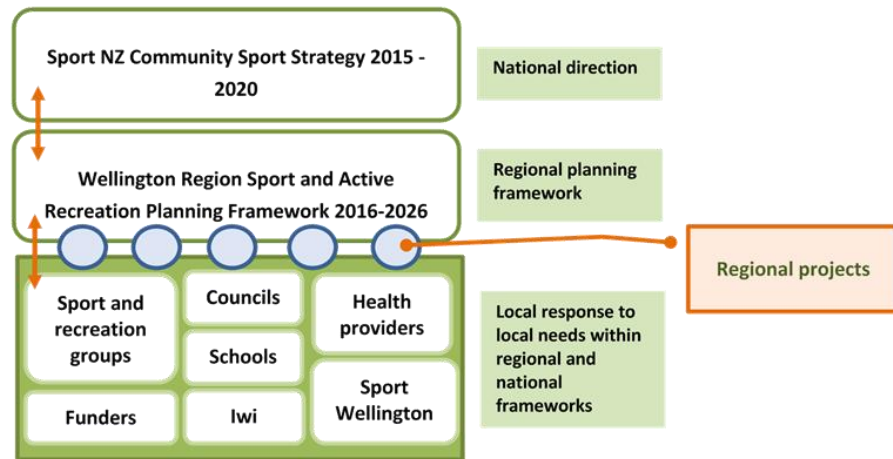 Sport NZ Community Sport Strategy 2015 -
2020
National direction
Wellington Region Sport and Active
Recreation Planning Framework 2016-2026
Regional planning
framework
Regional projects
Sport and
recreation
groups
Funders
Councils
Schools
Iwi
Health
providers
Sport
Wellington
Local response to
local needs within
regional and
national
frameworks